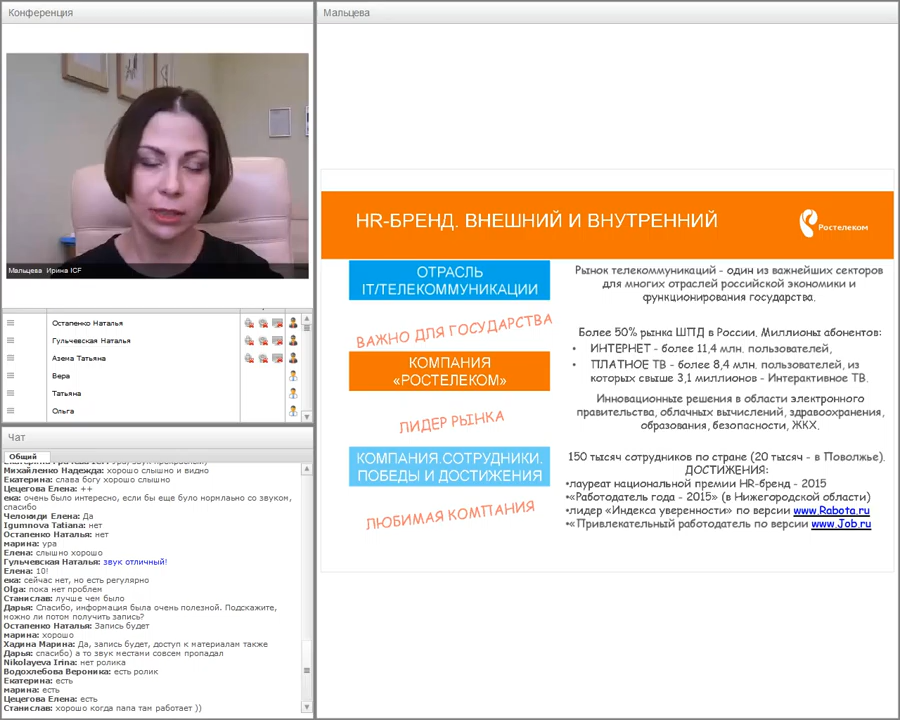 Конференция
Мальцева Ирина ICF
Остапенко Наталья
Гульчевская Наталья
Азена Татьяна
Вера
Татьяна
Ольга
Чат
Общий
Михайленко Надежда: хорошо слышно и видно
Екатерина: слава богу хорошо слышно
Цецегова Елена: ++
ека: очень было интересно, если бы еще было нормльано со звуком,
спасибо
Челокиди Елена: Да
Igumnova Tatiana: нет
Остапенко Наталья: нет
марина: ура
Елена: слышно хорошо
Гульчевская Наталья: звук отличный!
Елена: 10!
ека: сейчас нет, но есть регулярно
Olga: пока нет проблем
Станислав: лучше чем было
Дарья: Спасибо, информация была очень полезной. Подскажите,
можно ли потом получить запись?
Остапенко Наталья: Запись будет
марина: хорошо
Хадина Марина: Да, запись будет, доступ к материалам также
Дарья: спасибо) а то звук местами совсем пропадал
Nikolayeva Irina: нет ролика
Водохлебова Вероника: есть ролик
Екатерина: есть
марина: есть
Цецегова Елена: есть
Станислав: хорошо когда папа там работает ))
Мальцева
HR-БРЕНД. ВНЕШНИЙ И ВНУТРЕННИЙ
Ростелеком
ОТРАСЛЬ
IT/ТЕЛЕКОММУНИКАЦИИ
ВАЖНО ДЛЯ ГОСУДАРСТВА
КОМПАНИЯ
«РОСТЕЛЕКОМ»
ЛИДЕР РЫНКА
КОМПАНИЯ.СОТРУДНИКИ.
ПОБЕДЫ И ДОСТИЖЕНИЯ
ЛЮБИМАЯ КОМПАНИЯ
Рынок телекоммуникаций - один из важнейших секторов
для многих отраслей российской экономики и
функционирования государства.
Более 50% рынка ШПД в России. Миллионы абонентов:
• ИНТЕРНЕТ - более 11,4 млн. пользователей,
• ПЛАТНОЕ ТВ - более 8,4 млн. пользователей, из
которых свыше 3,1 миллионов - Интерактивное ТВ.
Инновационные решения в области электронного
правительства, облачных вычислений, здравоохранения,
образования, безопасности, ЖКХ.
150 тысяч сотрудников по стране (20 тысяч - в Поволжье).
ДОСТИЖЕНИЯ:
•лауреат национальной премии HR-бренд - 2015
•«Работодатель года - 2015» (в Нижегородской области)
•лидер «Индекса уверенности» по версии www.Rabota.ru
•«Привлекательный работодатель по версии www.Job.ru